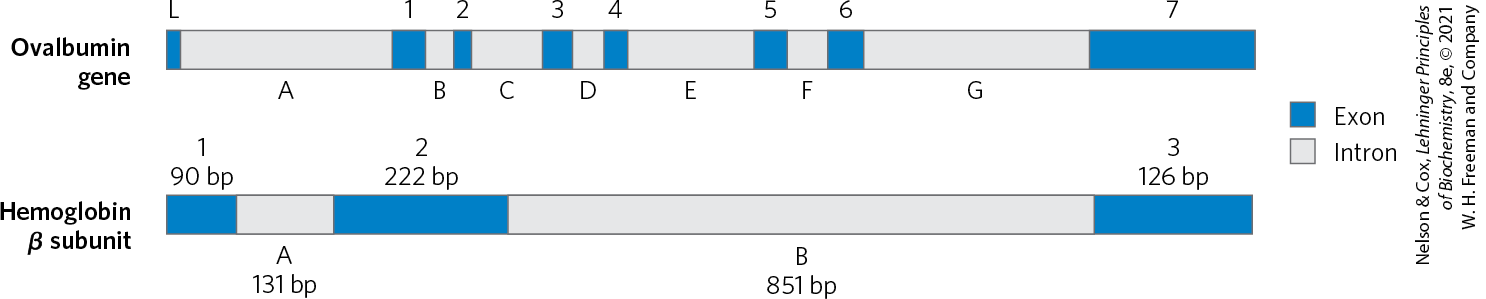 L 1 2 3 4 5 6 7
Ovalbumin
gene
A B C D E F G
Exon
Intron
1 2 3
90 bp 222 bp 126 bp
Hemoglobin
β subunit
A B
131 bp 851 bp
Nelson & Cox, Lehninger Principles
of Biochemistry, 8e, © 2021
W. H. Freeman and Company